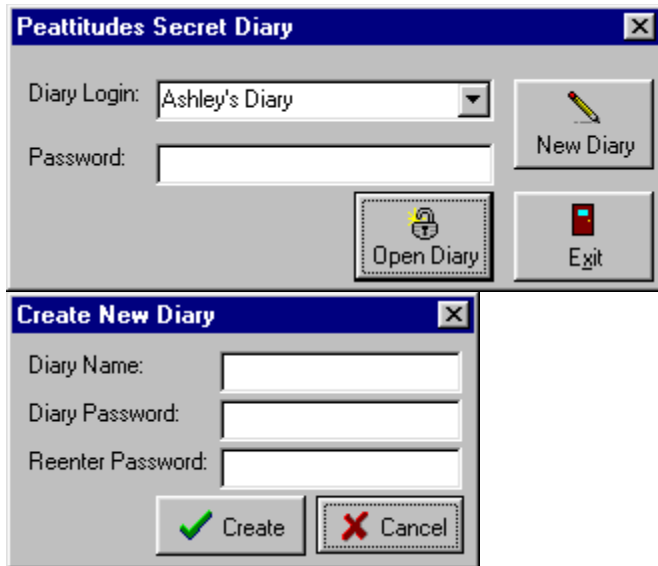 Peattitudes Secret Diary
Diary Login: Ashley's Diary
New Diary
Password:
Open Diary
Exit
Create New Diary
Diary Name:
Diary Password:
Reenter Password:
Create
Cancel